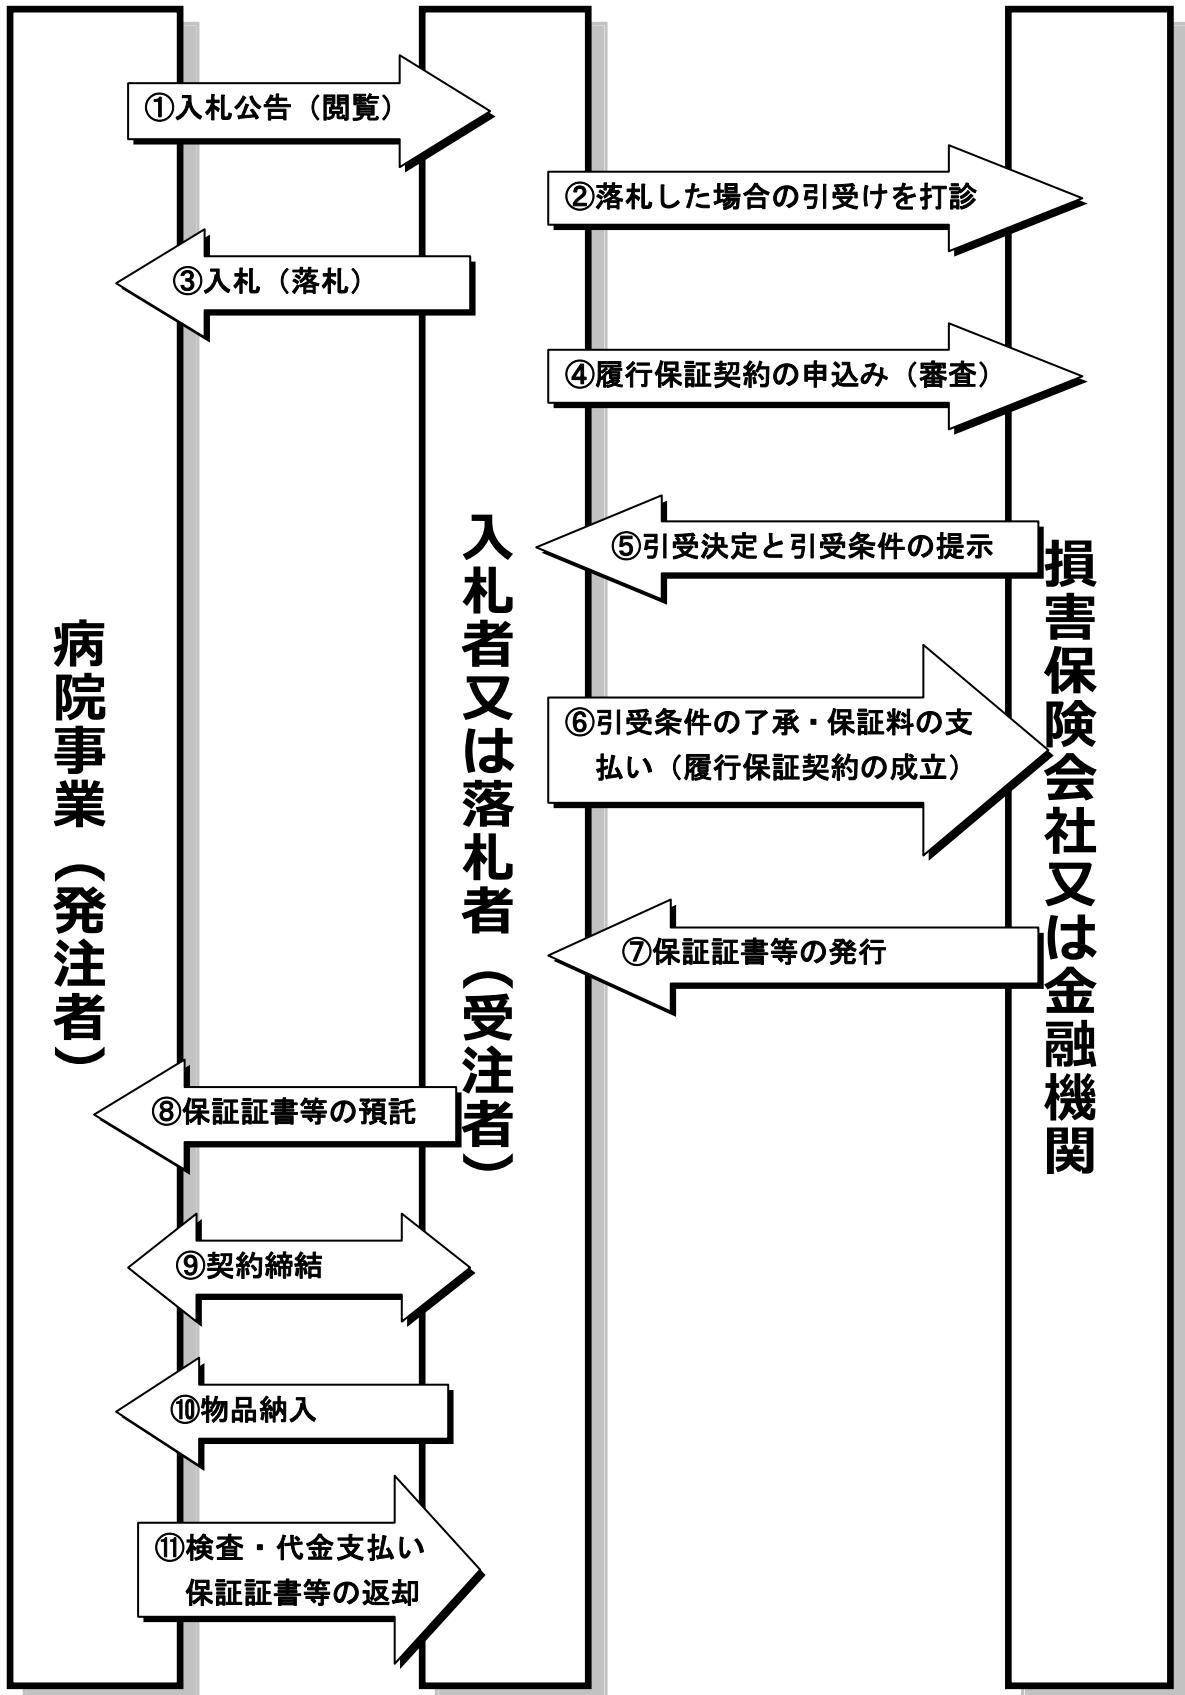 ①入札公告（閲覧）
②落札した場合の引受けを打診
③入札（落札）
④履行保証契約の申込み（審査）
⑤引受決定と引受条件の提示
⑥引受条件の了承・保証料の支
払い（履行保証契約の成立）
⑦保証証書等の発行
⑧保証証書等の預託
⑨契約締結
⑩物品納入
⑪検査・代金支払い
保証証書等の返却
病院事業（発注者）
入札者又は落札者（受注者）
損害保険会社又は金融機関